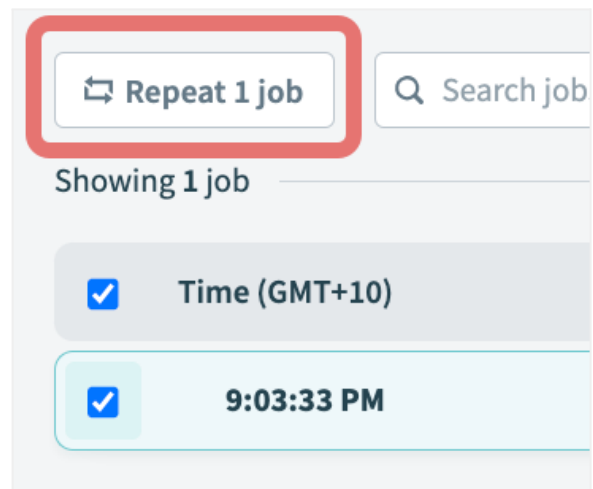 Repeat 1 job
Search job
Showing 1 job
Time (GMT+10)
9:03:33 PM